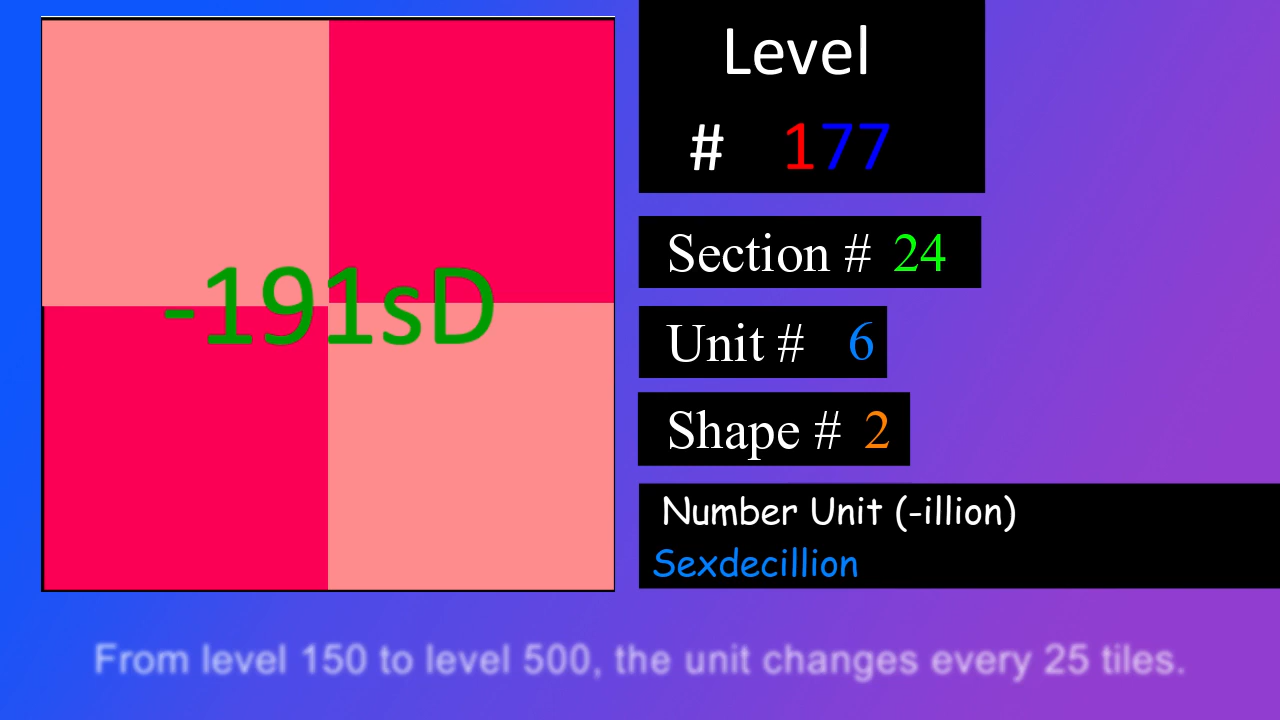 -191sD
Level
# 177
Section # 24
Unit # 6
Shape # 2
Number Unit (-illion)
Sexdecillion
From level 150 to level 500, the unit changes every 25 tiles.